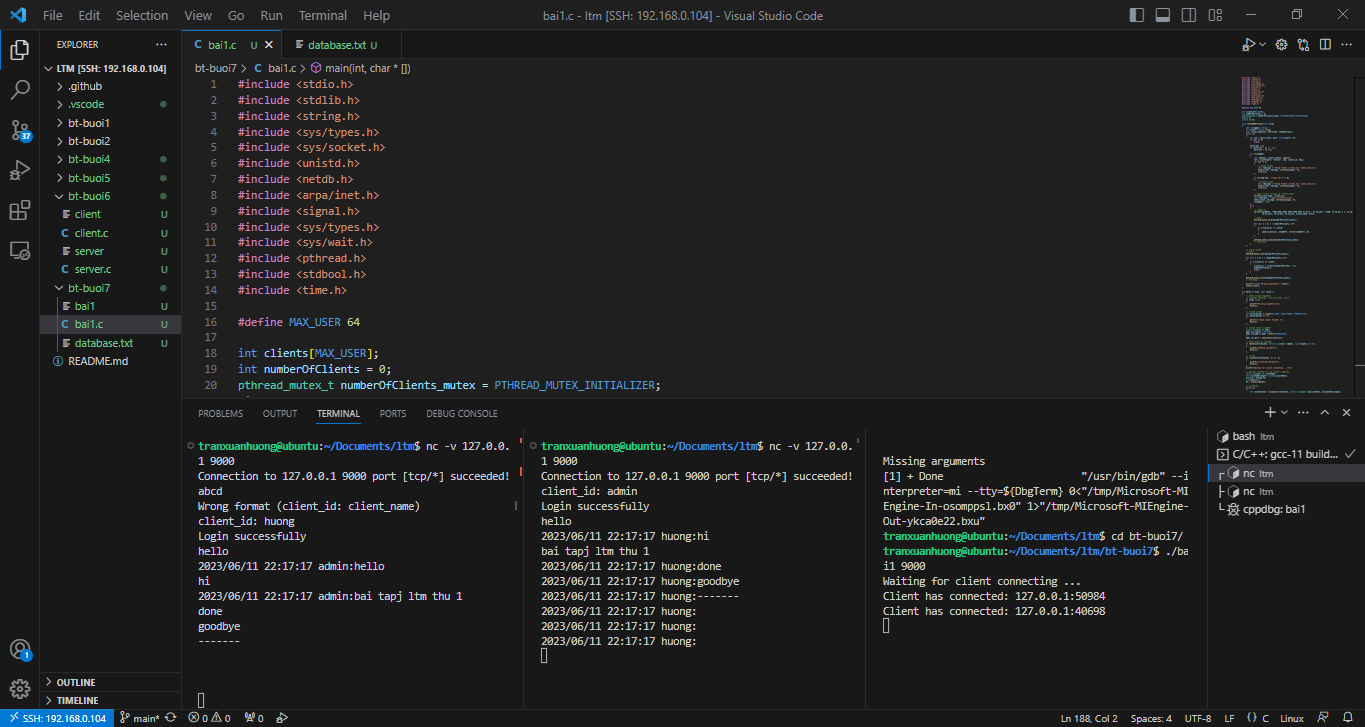 File Edit Selection View Go Run Terminal Help
bai1.c - ltm [SSH: 192.168.0.104] - Visual Studio Code
EXPLORER
LTM [SSH: 192.168.0.104]
.github
.vscode
bt-buoi1
bt-buoi2
bt-buoi4
bt-buoi5
bt-buoi6
client U
C client.c U
server U
C server.c U
bt-buoi7
bai1 U
C bai1.c U
database.txt U
README.md
OUTLINE
TIMELINE
37
1
C bai1.c U
database.txt U
bt-buoi7 > C bai1.c > main(int, char * [])
1 #include <stdio.h>
2 #include <stdlib.h>
3 #include <string.h>
4 #include <sys/types.h>
5 #include <sys/socket.h>
6 #include <unistd.h>
7 #include <netdb.h>
8 #include <arpa/inet.h>
9 #include <signal.h>
10 #include <sys/types.h>
11 #include <sys/wait.h>
12 #include <pthread.h>
13 #include <stdbool.h>
14 #include <time.h>
15
16 #define MAX_USER 64
17
18 int clients[MAX_USER];
19 int numberOfClients = 0;
20 pthread_mutex_t numberOfClients_mutex = PTHREAD_MUTEX_INITIALIZER;
PROBLEMS OUTPUT TERMINAL PORTS DEBUG CONSOLE
tranxuanhuong@ubuntu:~/Documents/ltm$ nc -v 127.0.0.
1 9000
Connection to 127.0.0.1 9000 port [tcp/*] succeeded!
abcd
Wrong format (client_id: client_name)
client_id: huong
Login successfully
hello
2023/06/11 22:17:17 admin:hello
hi
2023/06/11 22:17:17 admin:bai tapj ltm thu 1
done
goodbye
-------
tranxuanhuong@ubuntu:~/Documents/ltm$ nc -v 127.0.0.
1 9000
Connection to 127.0.0.1 9000 port [tcp/*] succeeded!
client_id: admin
Login successfully
hello
2023/06/11 22:17:17 huong:hi
bai tapj ltm thu 1
2023/06/11 22:17:17 huong:done
2023/06/11 22:17:17 huong:goodbye
2023/06/11 22:17:17 huong:-------
2023/06/11 22:17:17 huong:
2023/06/11 22:17:17 huong:
2023/06/11 22:17:17 huong:
Missing arguments
[1] + Done "/usr/bin/gdb" --i
nterpreter=mi --tty=${DbgTerm} 0<"/tmp/Microsoft-MI
Engine-In-osomppsl.bx0" 1>"/tmp/Microsoft-MIEngine-
Out-ykca0e22.bxu"
tranxuanhuong@ubuntu:~/Documents/ltm$ cd bt-buoi7/
tranxuanhuong@ubuntu:~/Documents/ltm/bt-buoi7$ ./ba
i1 9000
Waiting for client connecting ...
Client has connected: 127.0.0.1:50984
Client has connected: 127.0.0.1:40698
bash ltm
C/C++: gcc-11 build...
nc ltm
nc ltm
cppdbg: bai1
SSH: 192.168.0.104 main* 0 0 0
Ln 188, Col 2 Spaces: 4 UTF-8 LF {} C Linux